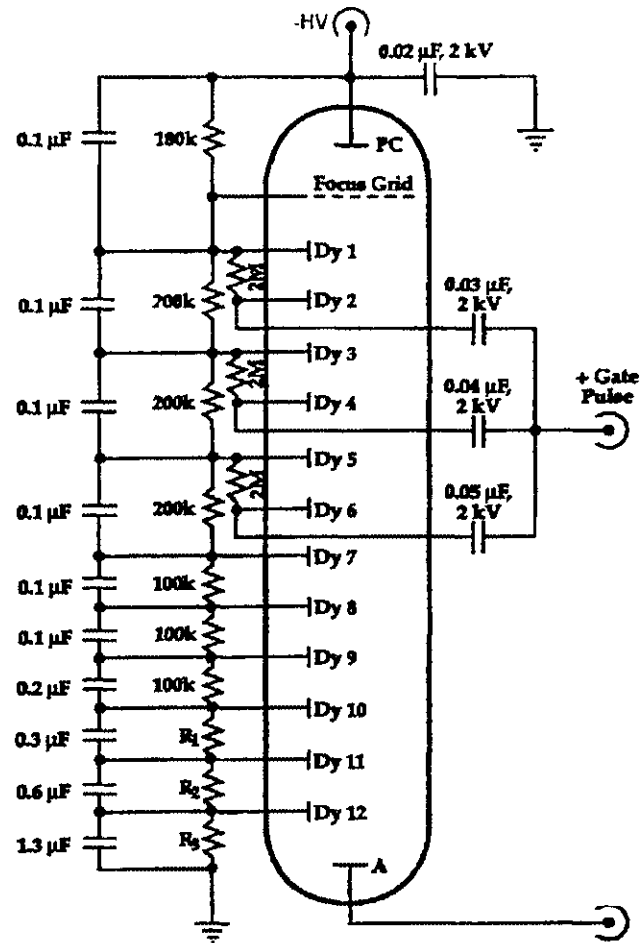 -HV
0.02 µF, 2 kV
0.1 µF
180k
PC
Focus Grid
Dy 1
2M
Dy 2
0.03 µF,
2 kV
0.1 µF
200k
Dy 3
2M
Dy 4
0.04 µF,
2 kV
+ Gate
Pulse
0.1 µF
200k
Dy 5
2M
Dy 6
0.05 µF,
2 kV
0.1 µF
200k
Dy 7
0.1 µF
100k
Dy 8
0.1 µF
100k
Dy 9
0.2 µF
100k
Dy 10
0.3 µF
R1
Dy 11
0.6 µF
R2
Dy 12
1.3 µF
R3
A